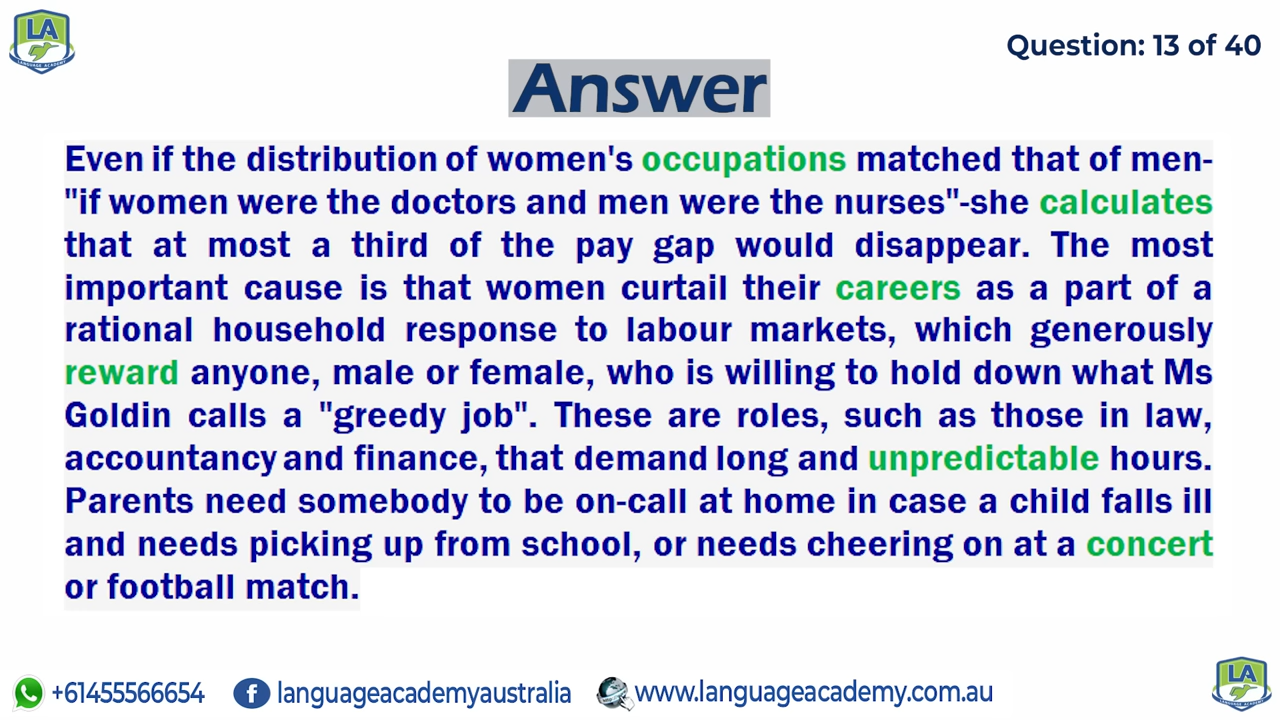 LA
LANGUAGE ACADEMY
Question: 13 of 40
Answer
Even if the distribution of women's occupations matched that of men-
"if women were the doctors and men were the nurses"-she calculates
that at most a third of the pay gap would disappear. The most
important cause is that women curtail their careers as a part of a
rational household response to labour markets, which generously
reward anyone, male or female, who is willing to hold down what Ms
Goldin calls a "greedy job". These are roles, such as those in law,
accountancy and finance, that demand long and unpredictable hours.
Parents need somebody to be on-call at home in case a child falls ill
and needs picking up from school, or needs cheering on at a concert
or football match.
+61455566654 languageacademyaustralia www.languageacademy.com.au
LA
LANGUAGE ACADEMY